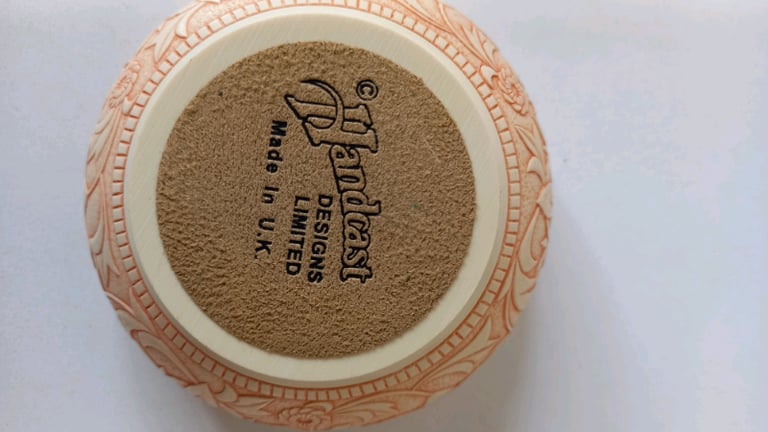 © Handcast
DESIGNS
LIMITED
Made In U.K.